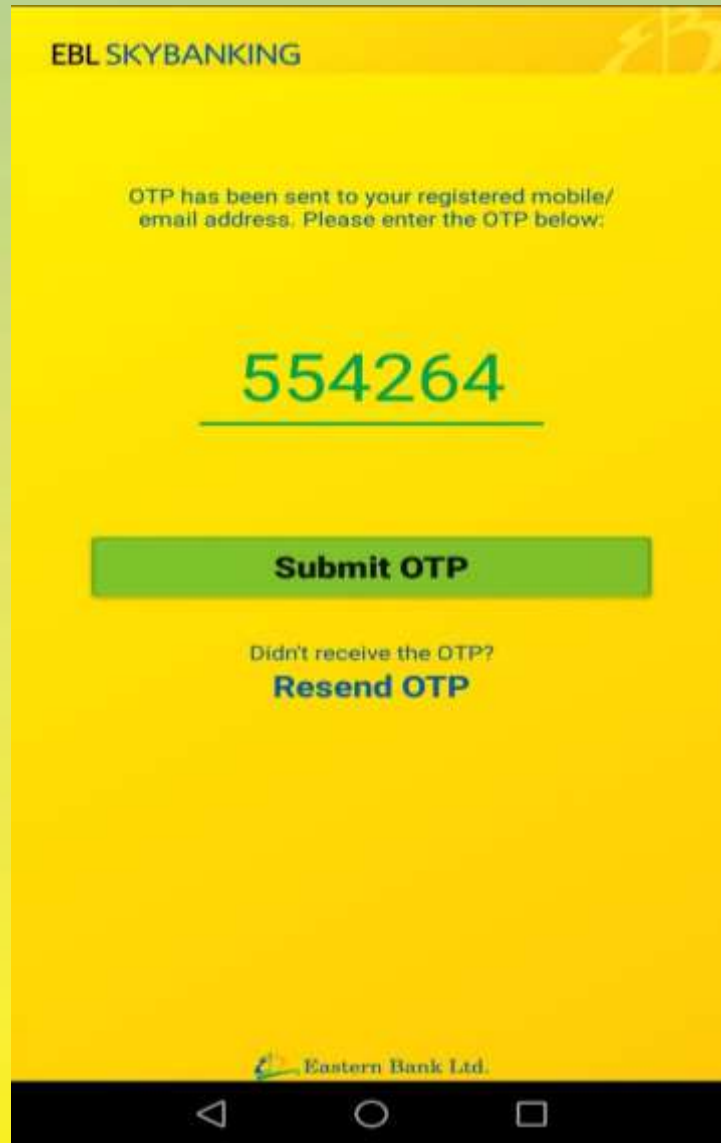 EBL SKYBANKING
OTP has been sent to your registered mobile/
email address. Please enter the OTP below:
554264
Submit OTP
Didn't receive the OTP?
Resend OTP
Eastern Bank Ltd.